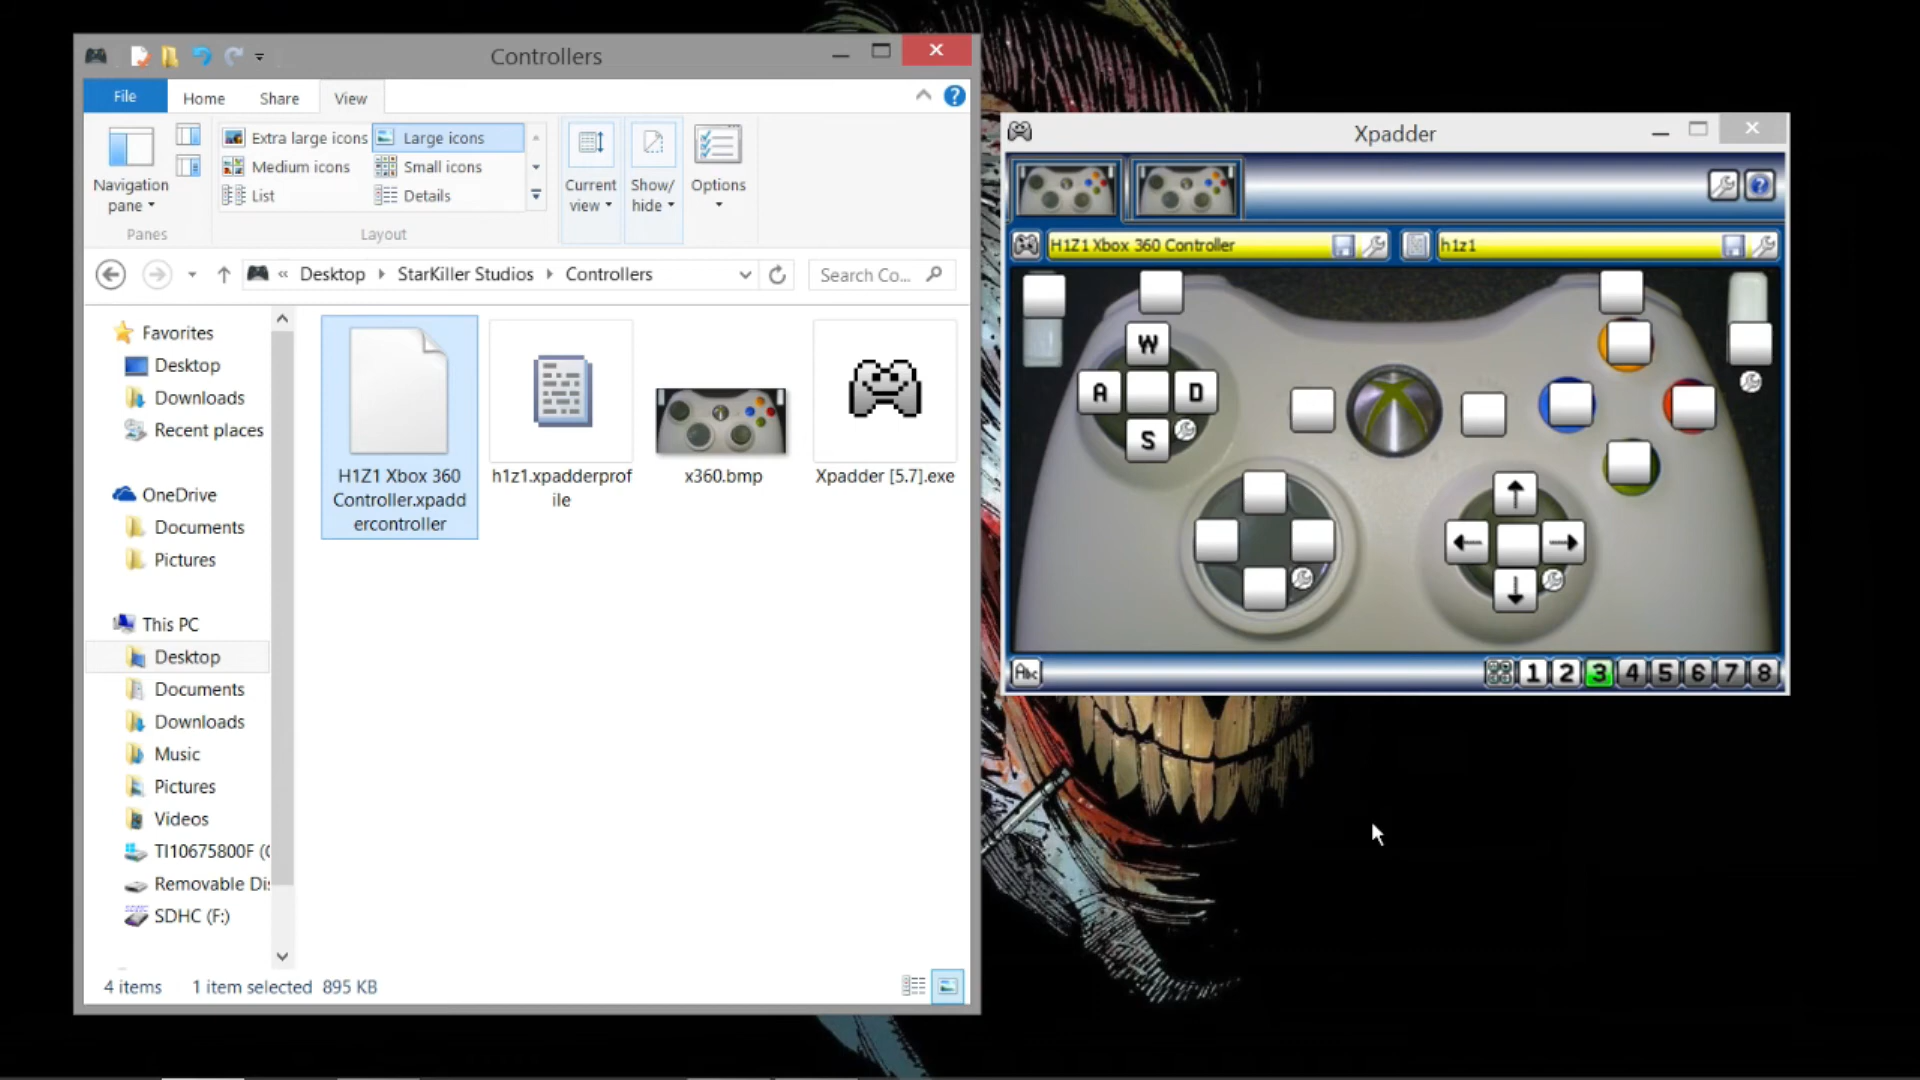 Controllers
File
Home
Share
View
Navigation
pane
Extra large icons
Large icons
Medium icons
Small icons
List
Details
Current
view
Show/
hide
Options
Panes
Layout
« Desktop StarKiller Studios Controllers
Search Co...
Favorites
Desktop
Downloads
Recent places
OneDrive
Documents
Pictures
This PC
Desktop
Documents
Downloads
Music
Pictures
Videos
TI10675800F (C
Removable Dis
SDHC (F:)
H1Z1 Xbox 360
Controller.xpadd
ercontroller
h1z1.xpadderprof
ile
x360.bmp
Xpadder [5.7].exe
4 items 1 item selected 895 KB
Xpadder
H1Z1 Xbox 360 Controller
h1z1
W
A
D
S
Abc
1 2 3 4 5 6 7 8